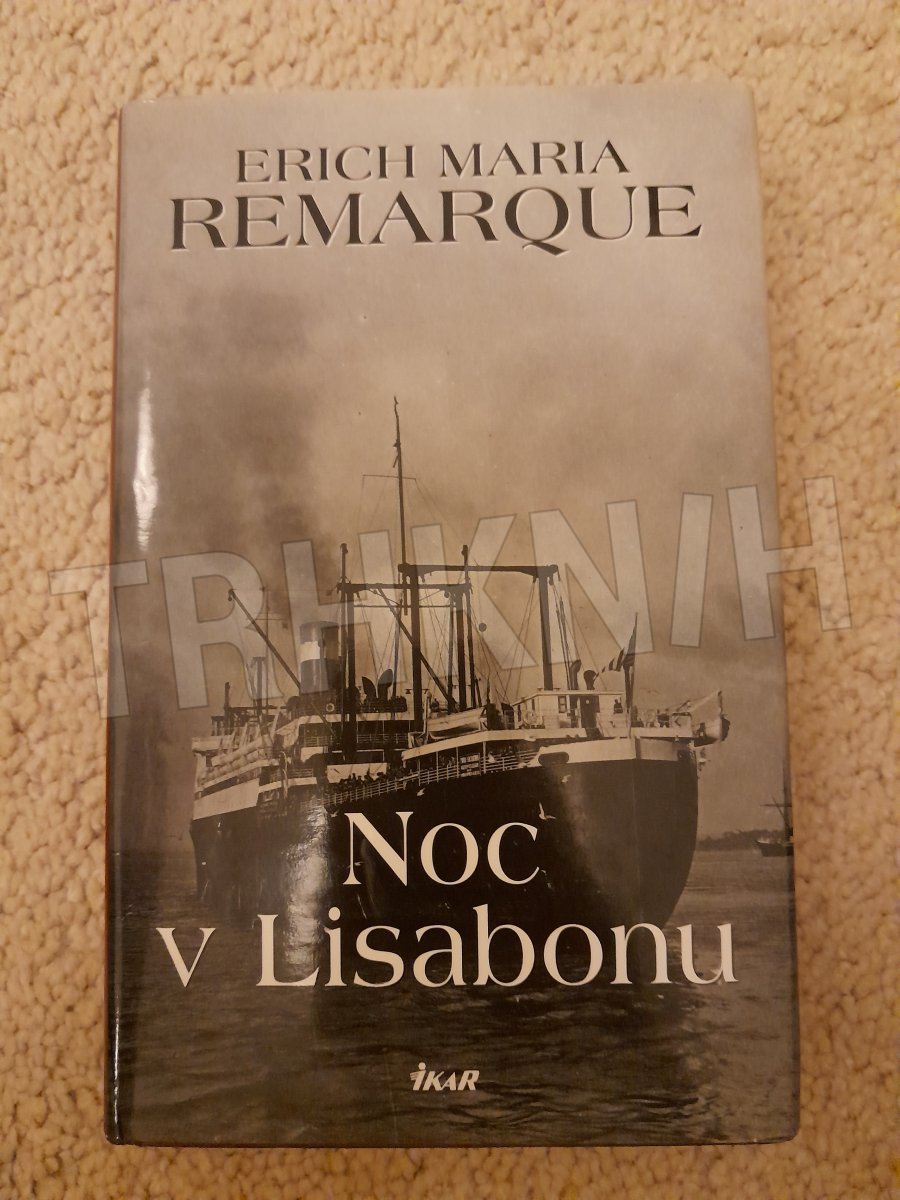 ERICH MARIA
REMARQUE
TRHKNIH
Noc
v Lisabonu
iKAR